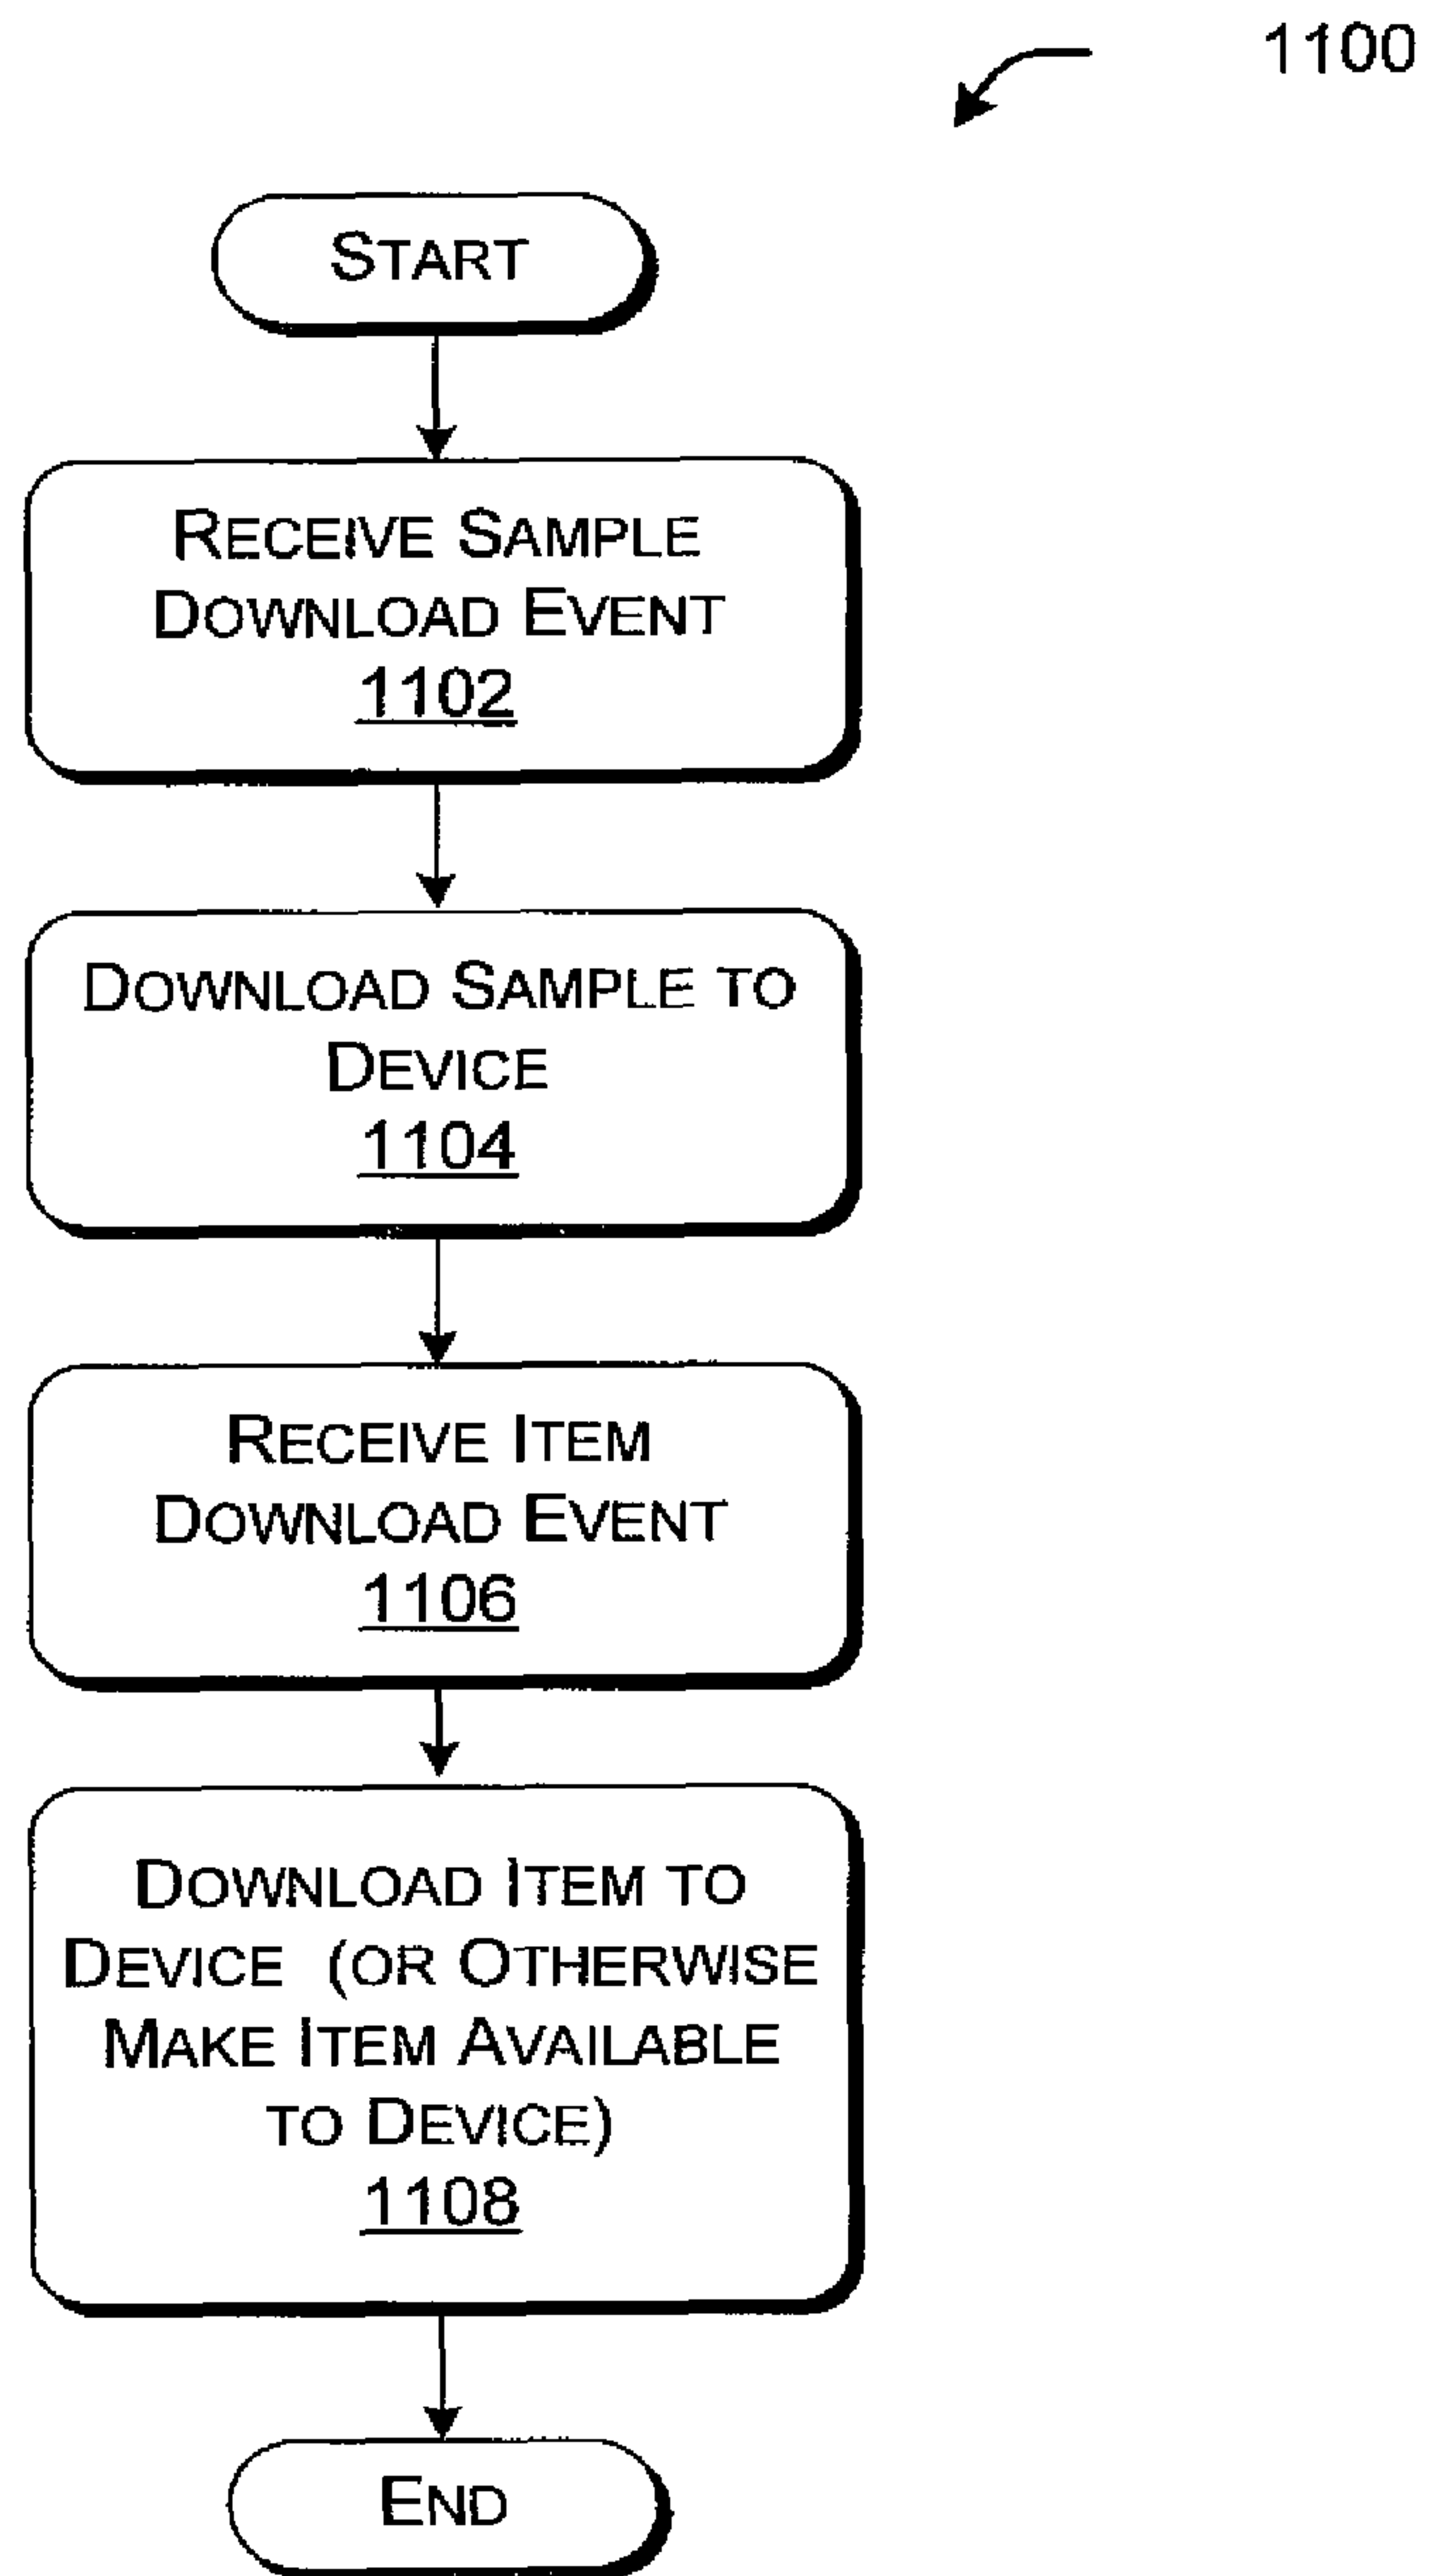 1100
START
RECEIVE SAMPLE
DOWNLOAD EVENT
1102
DOWNLOAD SAMPLE TO
DEVICE
1104
RECEIVE ITEM
DOWNLOAD EVENT
1106
DOWNLOAD ITEM TO
DEVICE (OR OTHERWISE
MAKE ITEM AVAILABLE
TO DEVICE)
1108
END